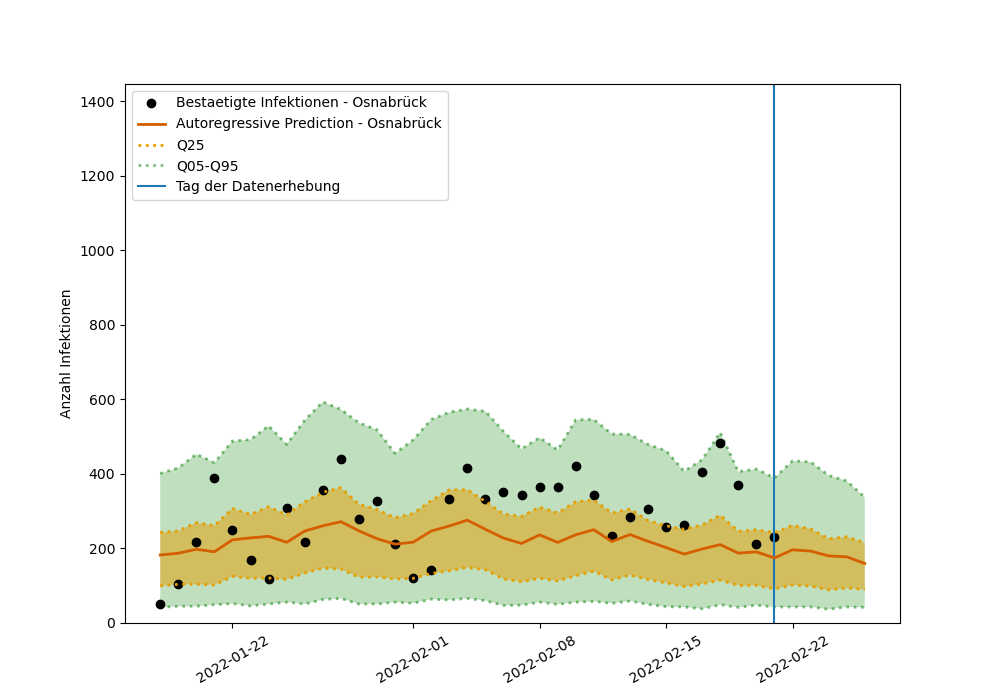 Bestaetigte Infektionen - Osnabrück
Autoregressive Prediction - Osnabrück
Q25
Q05-Q95
Tag der Datenerhebung
Anzahl Infektionen
1400
1200
1000
800
600
400
200
0
2022-01-22
2022-02-01
2022-02-08
2022-02-15
2022-02-22